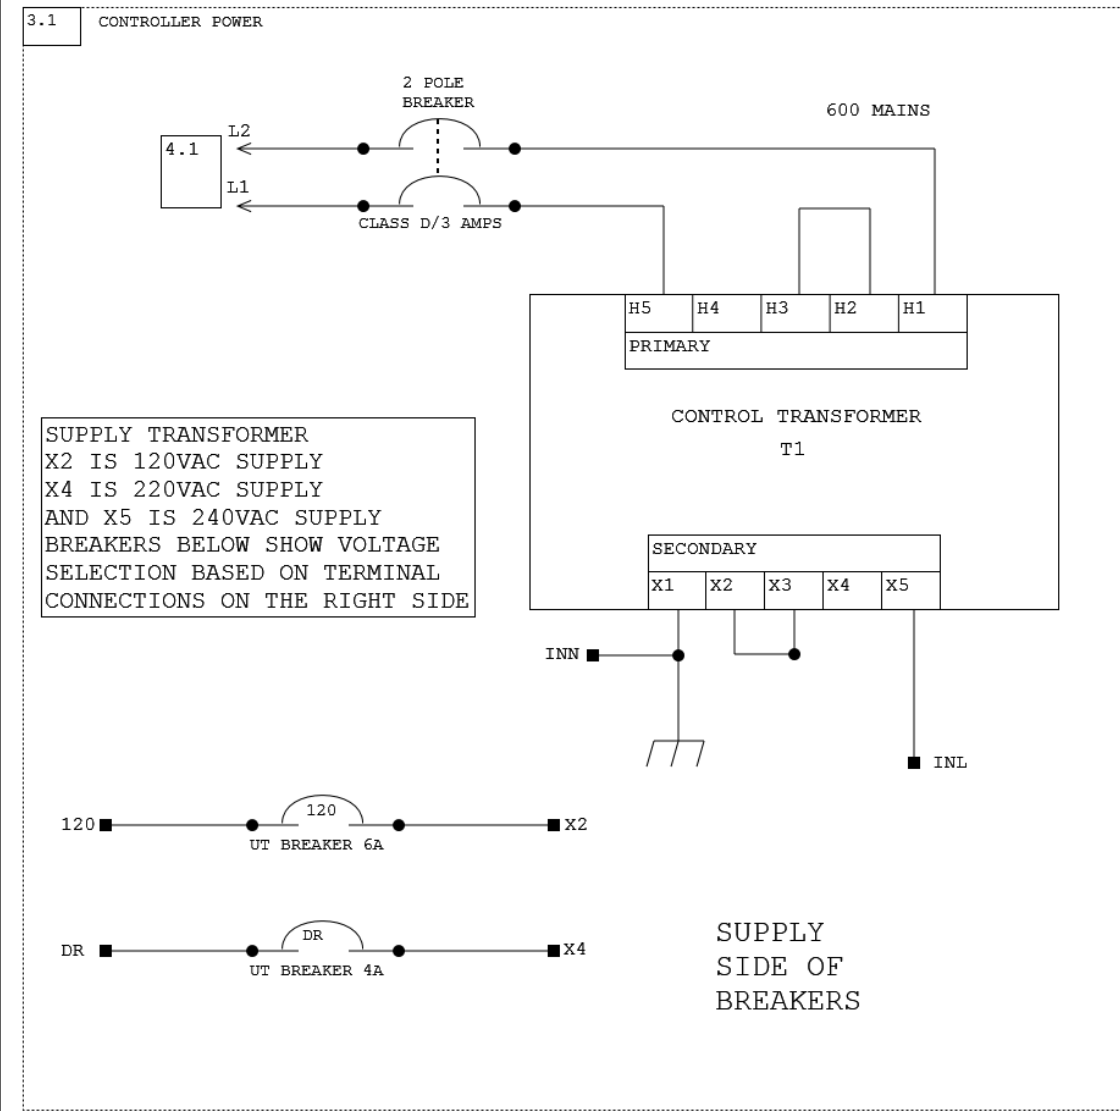 3.1 CONTROLLER POWER
2 POLE
BREAKER
600 MAINS
L2
4.1
L1
CLASS D/3 AMPS
H5 H4 H3 H2 H1
PRIMARY
CONTROL TRANSFORMER
T1
SUPPLY TRANSFORMER
X2 IS 120VAC SUPPLY
X4 IS 220VAC SUPPLY
AND X5 IS 240VAC SUPPLY
BREAKERS BELOW SHOW VOLTAGE
SELECTION BASED ON TERMINAL
CONNECTIONS ON THE RIGHT SIDE
SECONDARY
X1 X2 X3 X4 X5
INN
INL
120 120 X2
UT BREAKER 6A
DR DR X4
UT BREAKER 4A
SUPPLY
SIDE OF
BREAKERS